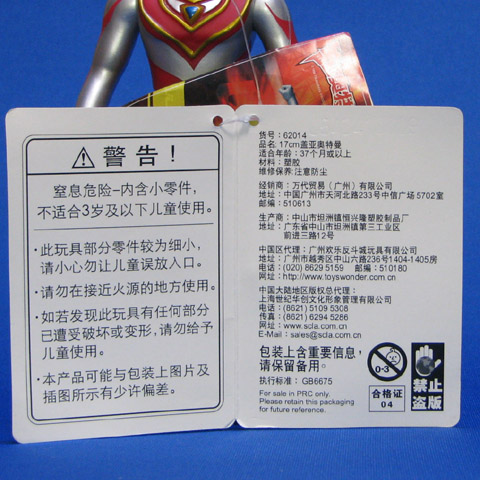 警告！
窒息危险-内含小零件，
不适合3岁及以下儿童使用。
·此玩具部分零件较为细小，
请小心勿让儿童误放入口。
·请勿在接近火源的地方使用。
·如若发现此玩具有任何部分
已遭受破坏或变形，请勿给予
儿童使用。
·本产品可能与包装上图片及
插图所示有少许偏差。
货号：62014
品名：17cm盖亚奥特曼
适合年龄：37个月或以上
材料：塑胶
维修保养：注意防尘
经销商：万代贸易（广州）有限公司
地址：中国广州市天河北路233号中信广场 5702室
邮编：510613
生产商：中山市坦洲镇恒兴隆塑胶制品厂
地址：广东省中山市坦洲镇第三工业区
前进三路12号
中国区代理：广州欢乐反斗城玩具有限公司
地址：广州市越秀区中山六路236号1404-1405房
电话：(020) 8629 5159 邮编：510180
网址：http://www.toyswonder.com
中国大陆地区版权总代理：
上海世纪华创文化形象管理有限公司
电话：(8621) 5109 5308
传真：(8621) 6294 5286
网址：www.scla.com.cn
E-Mail：sales@scla.com.cn
包装上含重要信息，
请保留备用。
执行标准：GB6675
For sale in PRC only.
Please retain this packaging
for future reference.
0-3
合格证
04
禁止
盗版